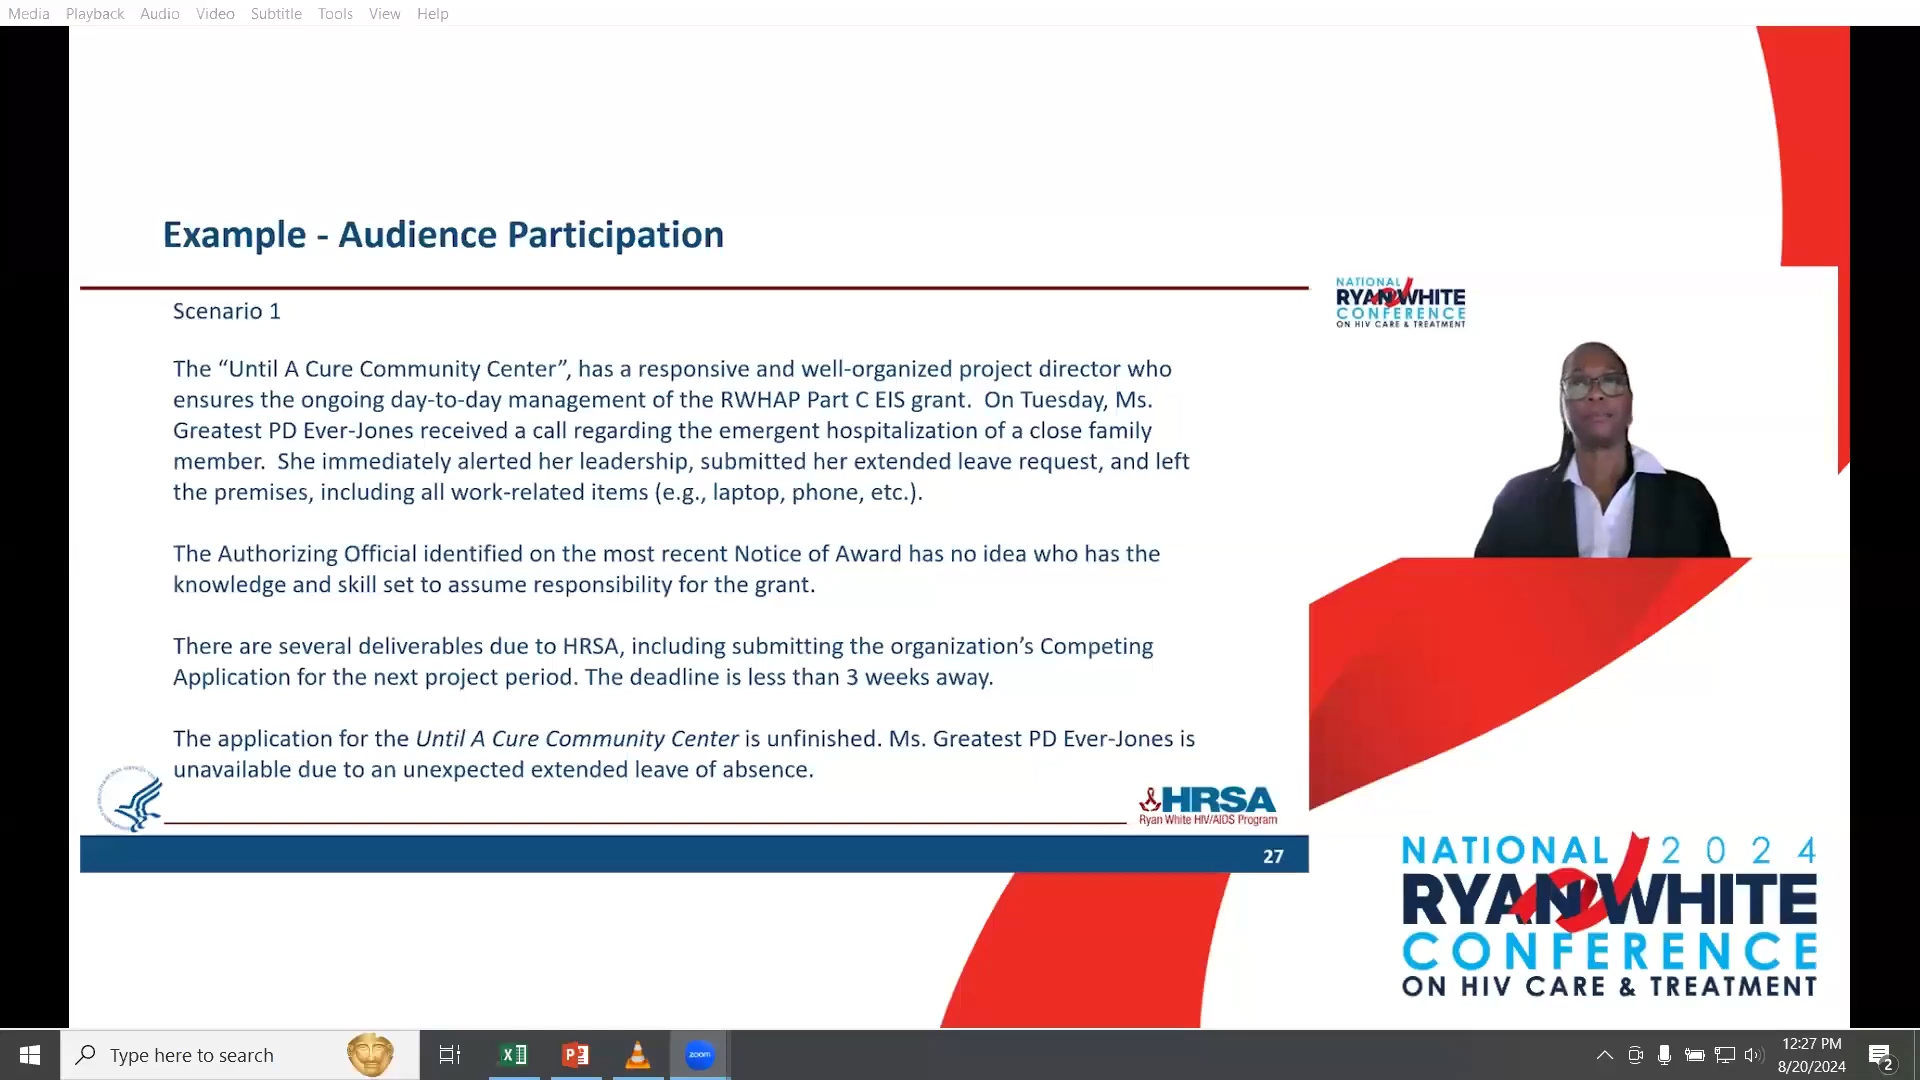 Media Playback Audio Video Subtitle Tools View Help
Example - Audience Participation
Scenario 1
The “Until A Cure Community Center”, has a responsive and well-organized project director who
ensures the ongoing day-to-day management of the RWHAP Part C EIS grant.  On Tuesday, Ms.
Greatest PD Ever-Jones received a call regarding the emergent hospitalization of a close family
member.  She immediately alerted her leadership, submitted her extended leave request, and left
the premises, including all work-related items (e.g., laptop, phone, etc.).
The Authorizing Official identified on the most recent Notice of Award has no idea who has the
knowledge and skill set to assume responsibility for the grant.
There are several deliverables due to HRSA, including submitting the organization’s Competing
Application for the next project period. The deadline is less than 3 weeks away.
The application for the Until A Cure Community Center is unfinished. Ms. Greatest PD Ever-Jones is
unavailable due to an unexpected extended leave of absence.
HRSA
Ryan White HIV/AIDS Program
27
NATIONAL
RYAN WHITE
CONFERENCE
ON HIV CARE & TREATMENT
NATIONAL 2024
RYAN WHITE
CONFERENCE
ON HIV CARE & TREATMENT
Type here to search
zoom
12:27 PM
8/20/2024
2